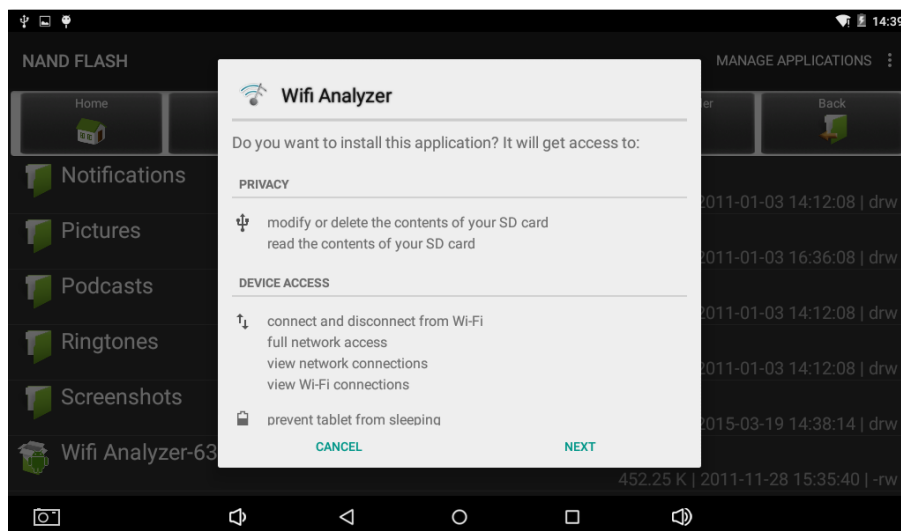 14:39
NAND FLASH
MANAGE APPLICATIONS
Home
Back
Wifi Analyzer
Do you want to install this application? It will get access to:
PRIVACY
modify or delete the contents of your SD card
read the contents of your SD card
DEVICE ACCESS
connect and disconnect from Wi-Fi
full network access
view network connections
view Wi-Fi connections
prevent tablet from sleeping
CANCEL
NEXT
Notifications
2011-01-03 14:12:08 | drw
Pictures
2011-01-03 16:36:08 | drw
Podcasts
2011-01-03 14:12:08 | drw
Ringtones
2011-01-03 14:12:08 | drw
Screenshots
2015-03-19 14:38:14 | drw
Wifi Analyzer-63
452.25 K | 2011-11-28 15:35:40 | -rw